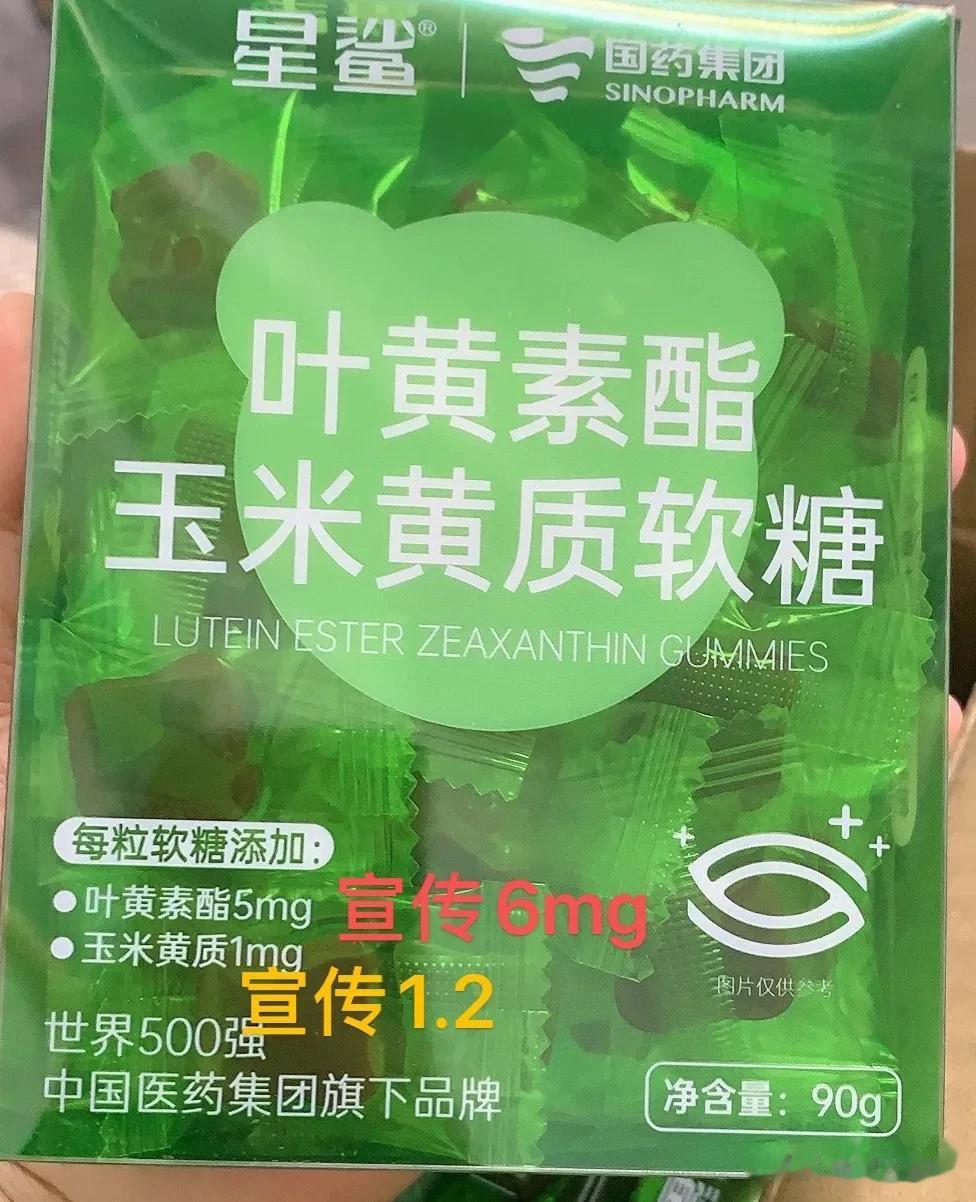 星鲨® 国药集团
SINOPHARM
叶黄素酯
玉米黄质软糖
LUTEIN ESTER ZEAXANTHIN GUMMIES
每粒软糖添加：
●叶黄素酯5mg 宣传6mg
●玉米黄质1mg
宣传1.2
图片仅供参考
世界500强
中国医药集团旗下品牌
净含量：90g